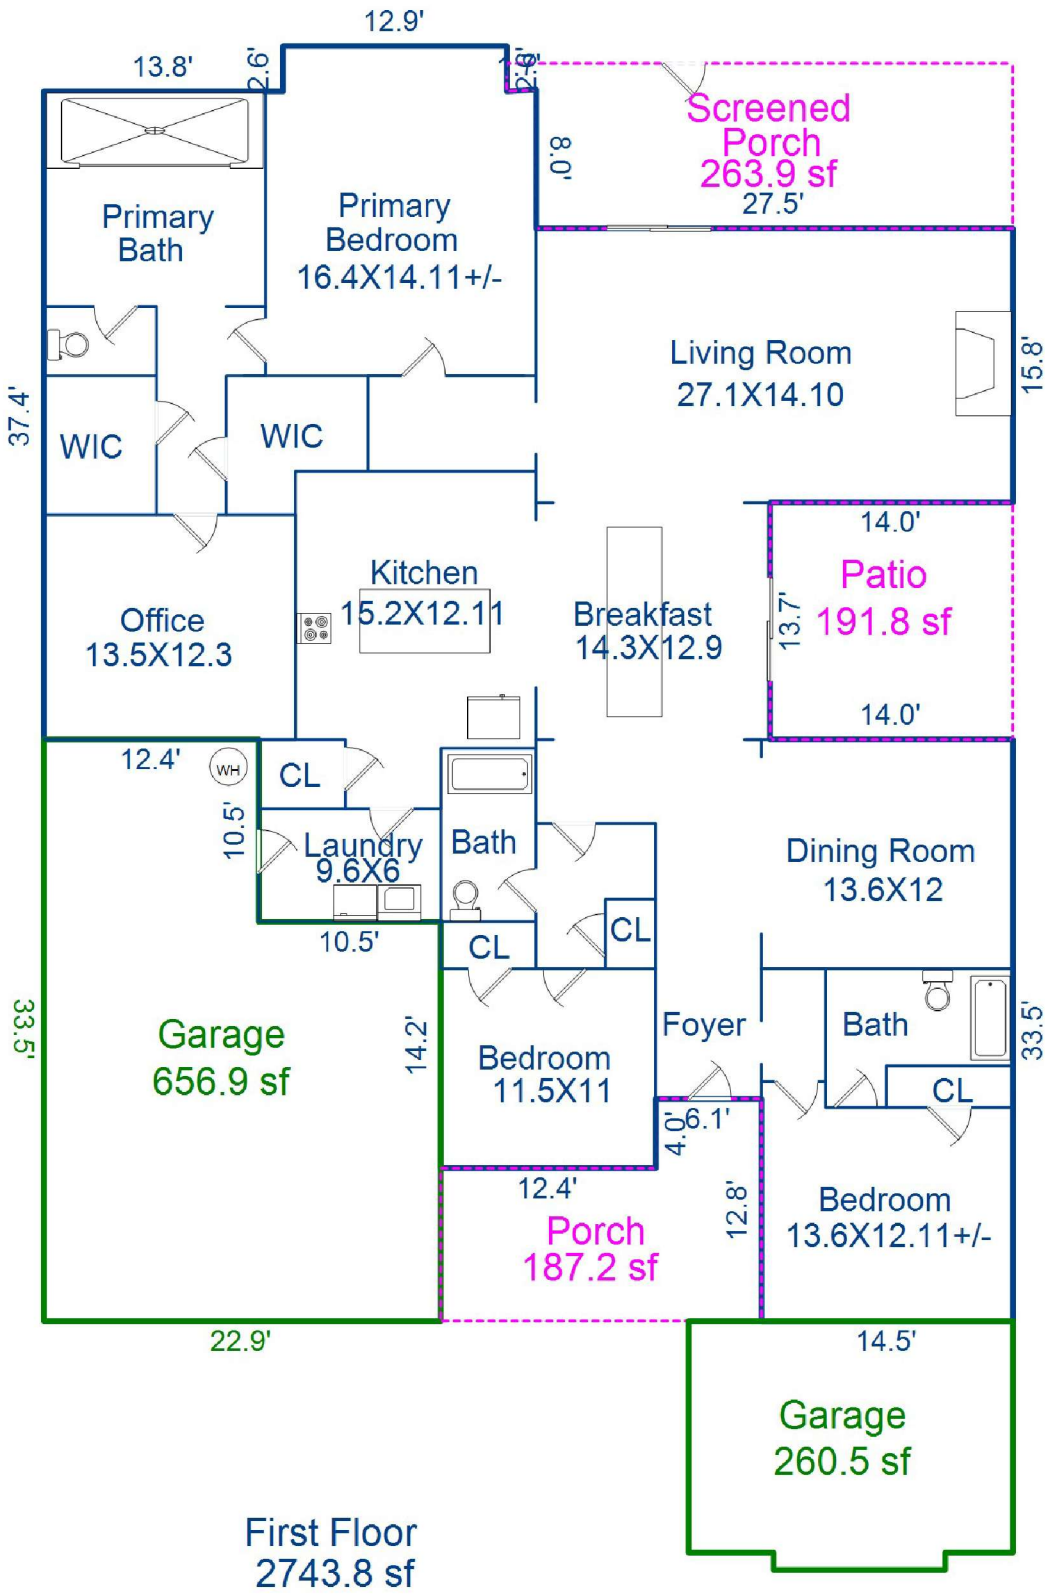 12.9'
13.8'
2.6'
2.6'
Screened
Porch
263.9 sf
8.0'
27.5'
Primary
Bath
Primary
Bedroom
16.4X14.11+/-
Living Room
27.1X14.10
15.8'
37.4'
WIC
WIC
14.0'
Patio
191.8 sf
13.7'
14.0'
Kitchen
15.2X12.11
Breakfast
14.3X12.9
Office
13.5X12.3
12.4'
WH
CL
10.5'
Laundry
9.6X6
Bath
Dining Room
13.6X12
10.5'
CL
CL
33.5'
Garage
656.9 sf
14.2'
Bedroom
11.5X11
Foyer
Bath
33.5'
CL
4.0'
6.1'
12.4'
12.8'
Porch
187.2 sf
Bedroom
13.6X12.11+/-
22.9'
14.5'
Garage
260.5 sf
First Floor
2743.8 sf